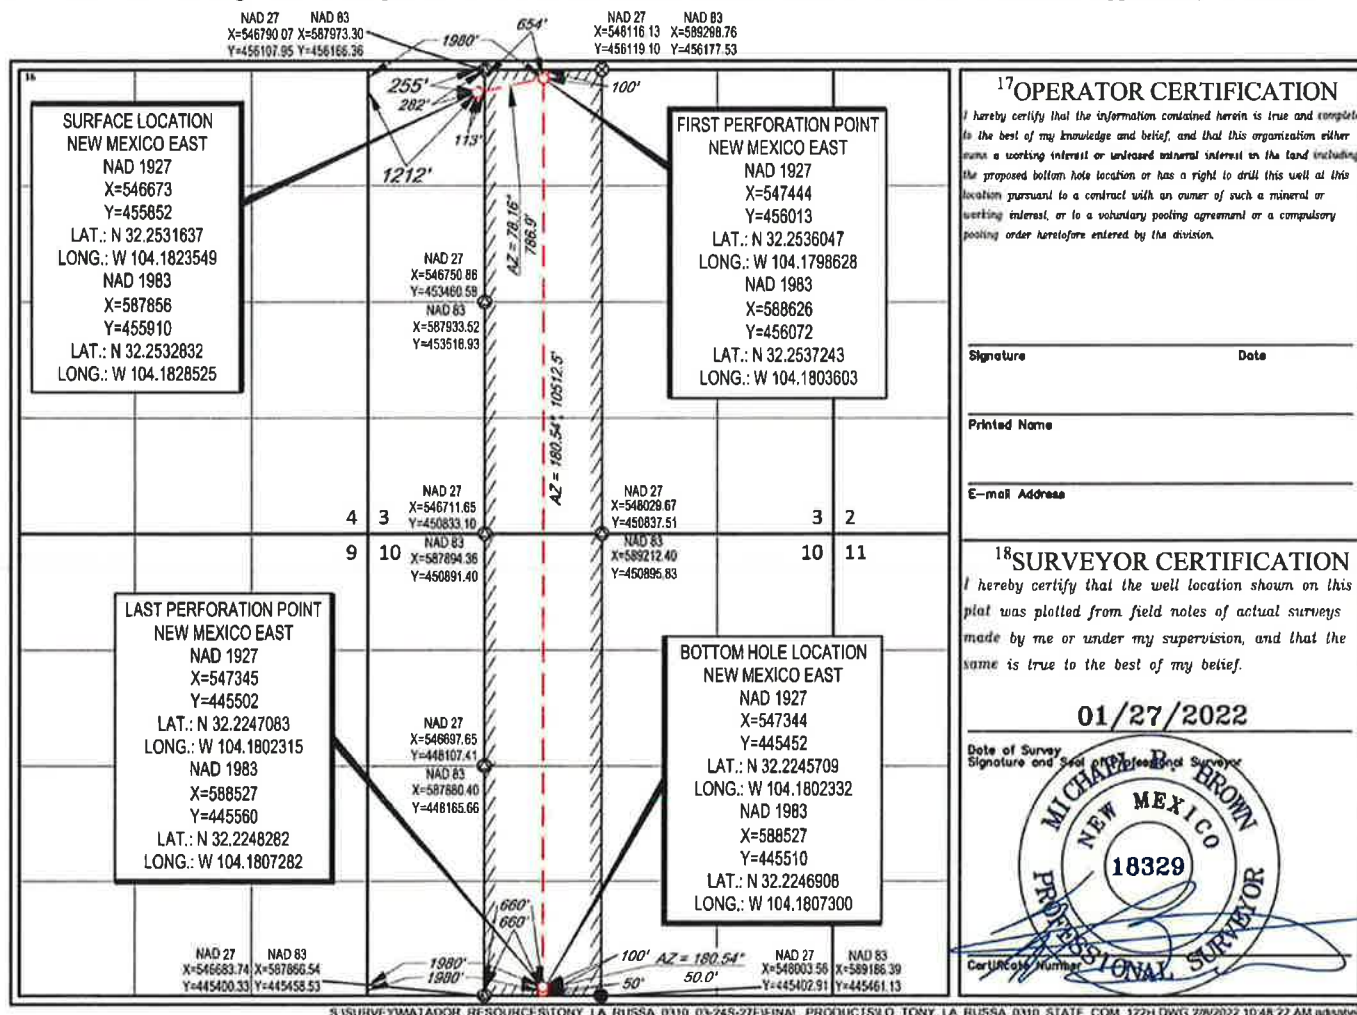 NAD 27 NAD 83
X=546790.07 X=587973.30
Y=456107.95 Y=456166.36
1980'
654'
NAD 27 NAD 83
X=548116.13 X=589298.76
Y=456119.10 Y=456177.53
16
255'
282'
113'
1212'
100'
SURFACE LOCATION
NEW MEXICO EAST
NAD 1927
X=546673
Y=455852
LAT.: N 32.2531637
LONG.: W 104.1823549
NAD 1983
X=587856
Y=455910
LAT.: N 32.2532832
LONG.: W 104.1828525
AZ = 78.16°
786.9'
FIRST PERFORATION POINT
NEW MEXICO EAST
NAD 1927
X=547444
Y=456013
LAT.: N 32.2536047
LONG.: W 104.1798628
NAD 1983
X=588626
Y=456072
LAT.: N 32.2537243
LONG.: W 104.1803603
NAD 27
X=546750.86
Y=453460.58
NAD 83
X=587933.52
Y=453518.93
AZ = 180.54°, 10512.5'
NAD 27
X=546711.65
Y=450833.10
NAD 83
X=587894.36
Y=450891.40
NAD 27
X=548029.67
Y=450837.51
NAD 83
X=589212.40
Y=450895.83
4 3
9 10
3 2
10 11
LAST PERFORATION POINT
NEW MEXICO EAST
NAD 1927
X=547345
Y=445502
LAT.: N 32.2247083
LONG.: W 104.1802315
NAD 1983
X=588527
Y=445560
LAT.: N 32.2248282
LONG.: W 104.1807282
NAD 27
X=546697.65
Y=448107.41
NAD 83
X=587880.40
Y=448165.66
BOTTOM HOLE LOCATION
NEW MEXICO EAST
NAD 1927
X=547344
Y=445452
LAT.: N 32.2245709
LONG.: W 104.1802332
NAD 1983
X=588527
Y=445510
LAT.: N 32.2246908
LONG.: W 104.1807300
660'
660'
1980'
1980'
NAD 27 NAD 83
X=546683.74 X=587866.54
Y=445400.33 Y=445458.53
100' AZ = 180.54°
50' 50.0'
NAD 27 NAD 83
X=548003.56 X=589186.39
Y=445402.91 Y=445461.13
17OPERATOR CERTIFICATION
I hereby certify that the information contained herein is true and complete
to the best of my knowledge and belief, and that this organization either
owns a working interest or unleased mineral interest in the land including
the proposed bottom hole location or has a right to drill this well at this
location pursuant to a contract with an owner of such a mineral or
working interest, or to a voluntary pooling agreement or a compulsory
pooling order heretofore entered by the division.
Signature Date
Printed Name
E-mail Address
18SURVEYOR CERTIFICATION
I hereby certify that the well location shown on this
plat was plotted from field notes of actual surveys
made by me or under my supervision, and that the
same is true to the best of my belief.
01/27/2022
Date of Survey
Signature and Seal of Professional Surveyor
MICHAEL B. BROWN
NEW MEXICO
18329
PROFESSIONAL SURVEYOR
Certificate Number
S:\SURVEY\MATADOR_RESOURCES\TONY_LA_RUSSA_0310_03-24S-27E\FINAL_PRODUCTS\LO_TONY_LA_RUSSA_0310_STATE_COM_122H.DWG 2/8/2022 10:48:22 AM